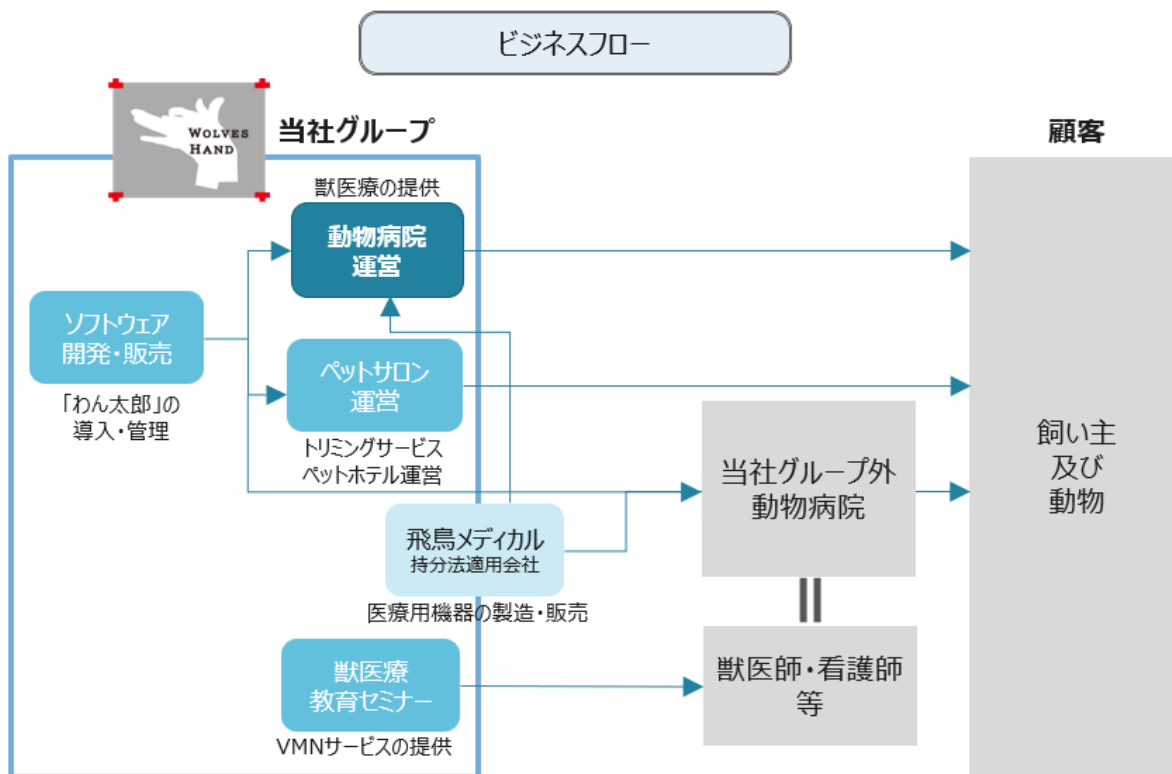 ビジネスフロー
WOLVES
HAND
当社グループ
顧客
獣医療の提供
動物病院
運営
ソフトウェア
開発・販売
「わん太郎」の
導入・管理
ペットサロン
運営
トリミングサービス
ペットホテル運営
飛鳥メディカル
持分法適用会社
医療用機器の製造・販売
当社グループ外
動物病院
飼い主
及び
動物
獣医療
教育セミナー
VMNサービスの提供
獣医師・看護師
等